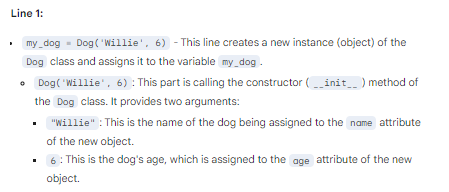 Line 1:
• my_dog = Dog('Willie', 6) - This line creates a new instance (object) of the
Dog class and assigns it to the variable my_dog.
○ Dog('Willie', 6): This part is calling the constructor (__init__) method of
the Dog class. It provides two arguments:
▪ "Willie": This is the name of the dog being assigned to the name attribute
of the new object.
▪ 6: This is the dog's age, which is assigned to the age attribute of the new
object.